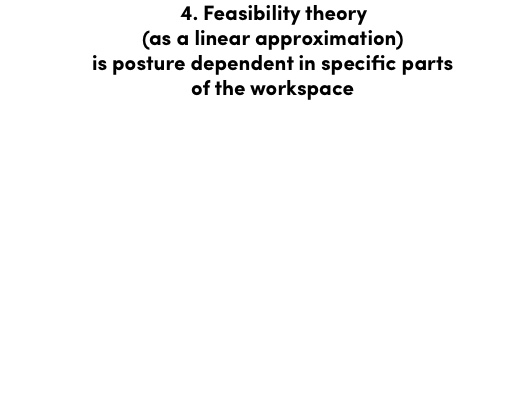 4. Feasibility theory
(as a linear approximation)
is posture dependent in specific parts
of the workspace